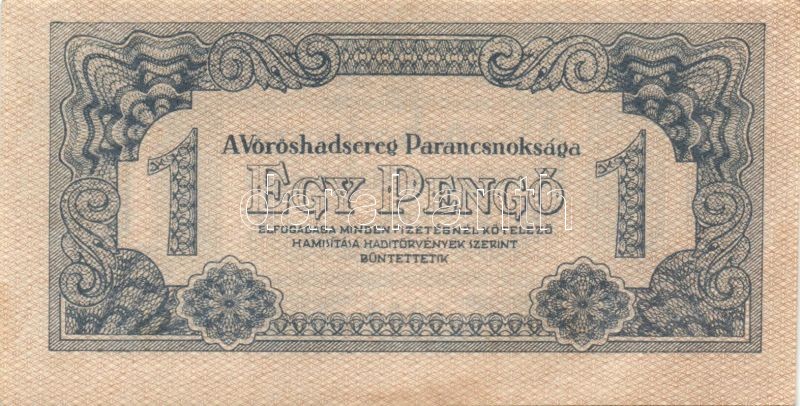 A Vöröshadsereg Parancsnoksága
1 EGY PENGŐ 1
ELFOGADÁSA MINDEN FIZETÉSNÉL KÖTELEZŐ
HAMISÍTÁSA HADITÖRVÉNYEK SZERINT
BÜNTETTETIK